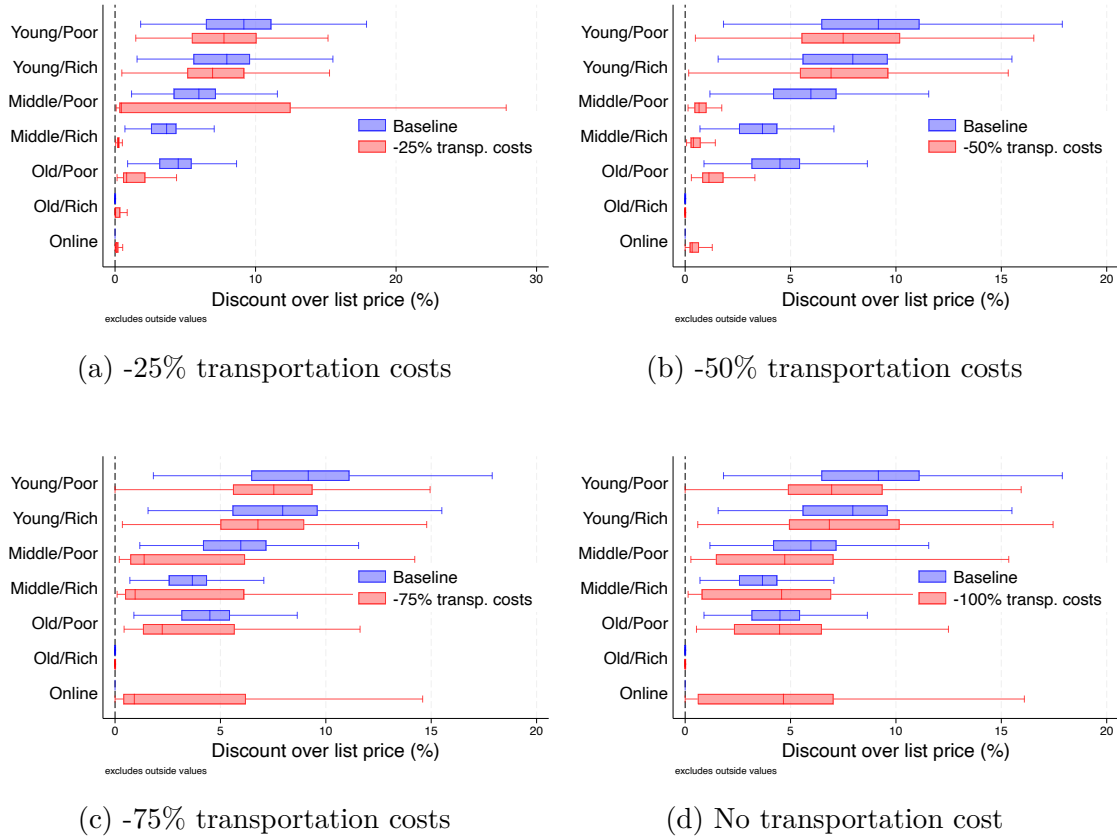 Young/Poor
Young/Rich
Middle/Poor
Middle/Rich
Old/Poor
Old/Rich
Online
Baseline
-25% transp. costs
0 10 20 30
Discount over list price (%)
excludes outside values
(a) -25% transportation costs
Young/Poor
Young/Rich
Middle/Poor
Middle/Rich
Old/Poor
Old/Rich
Online
Baseline
-50% transp. costs
0 5 10 15 20
Discount over list price (%)
excludes outside values
(b) -50% transportation costs
Young/Poor
Young/Rich
Middle/Poor
Middle/Rich
Old/Poor
Old/Rich
Online
Baseline
-75% transp. costs
0 5 10 15 20
Discount over list price (%)
excludes outside values
(c) -75% transportation costs
Young/Poor
Young/Rich
Middle/Poor
Middle/Rich
Old/Poor
Old/Rich
Online
Baseline
-100% transp. costs
0 5 10 15 20
Discount over list price (%)
excludes outside values
(d) No transportation cost